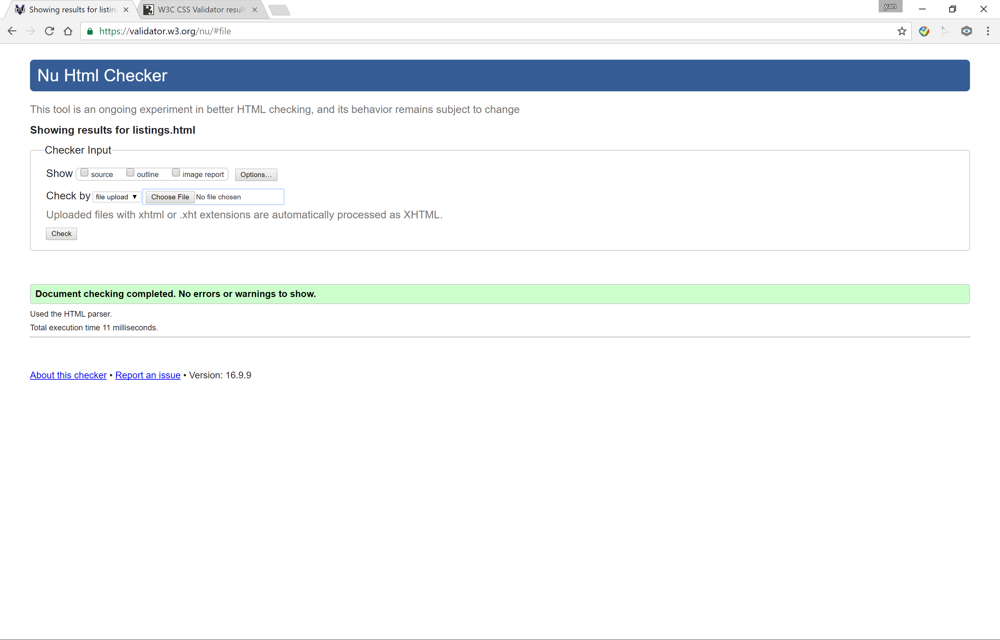 Showing results for listin
W3C CSS Validator result
yan
https://validator.w3.org/nu/#file
Nu Html Checker
This tool is an ongoing experiment in better HTML checking, and its behavior remains subject to change
Showing results for listings.html
Checker Input
Show source outline image report Options...
Check by file upload ▼ Choose File No file chosen
Uploaded files with xhtml or .xht extensions are automatically processed as XHTML.
Check
Document checking completed. No errors or warnings to show.
Used the HTML parser.
Total execution time 11 milliseconds.
About this checker • Report an issue • Version: 16.9.9